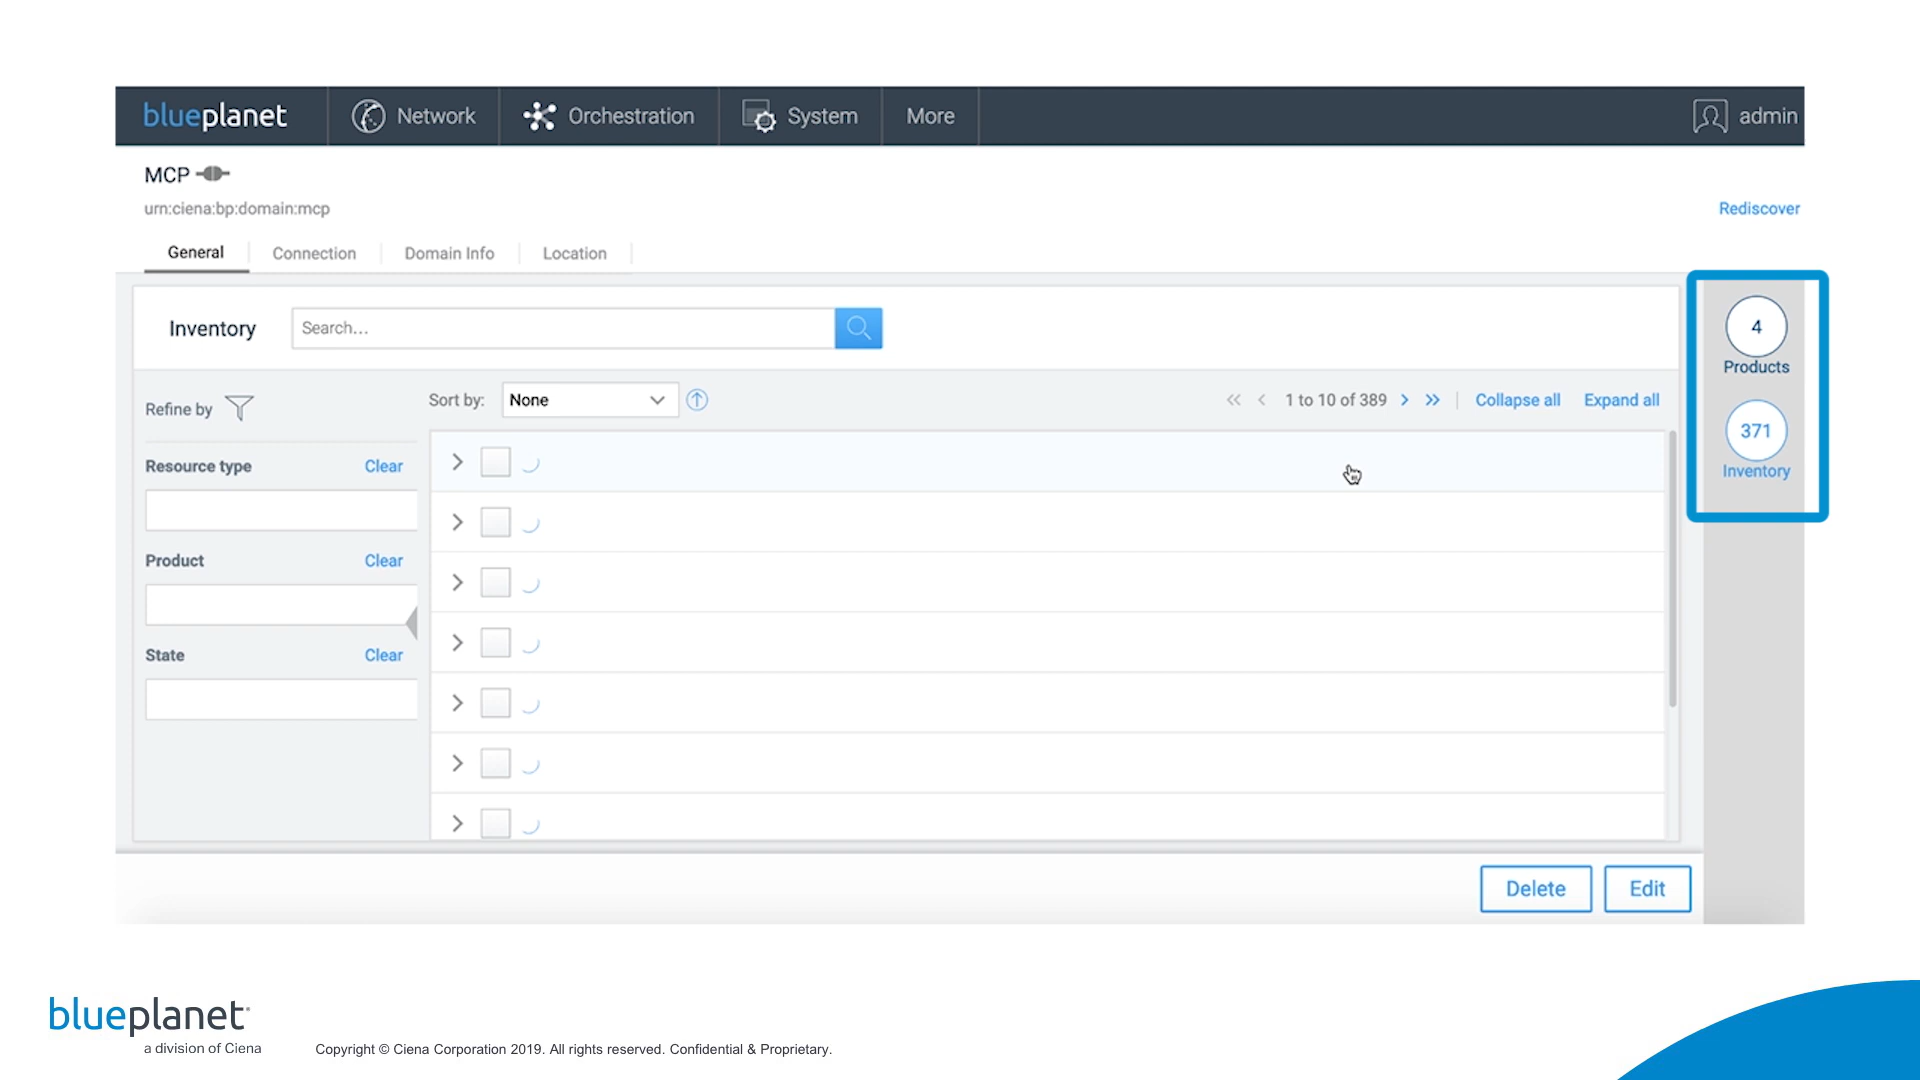 blueplanet Network Orchestration System More admin
MCP
urn:ciena:bp:domain:mcp
Rediscover
General Connection Domain Info Location
Inventory Search...
4
Products
371
Inventory
Refine by
Sort by: None 1 to 10 of 389 Collapse all Expand all
Resource type Clear
Product Clear
State Clear
Delete Edit
blueplanet
a division of Ciena
Copyright © Ciena Corporation 2019. All rights reserved. Confidential & Proprietary.